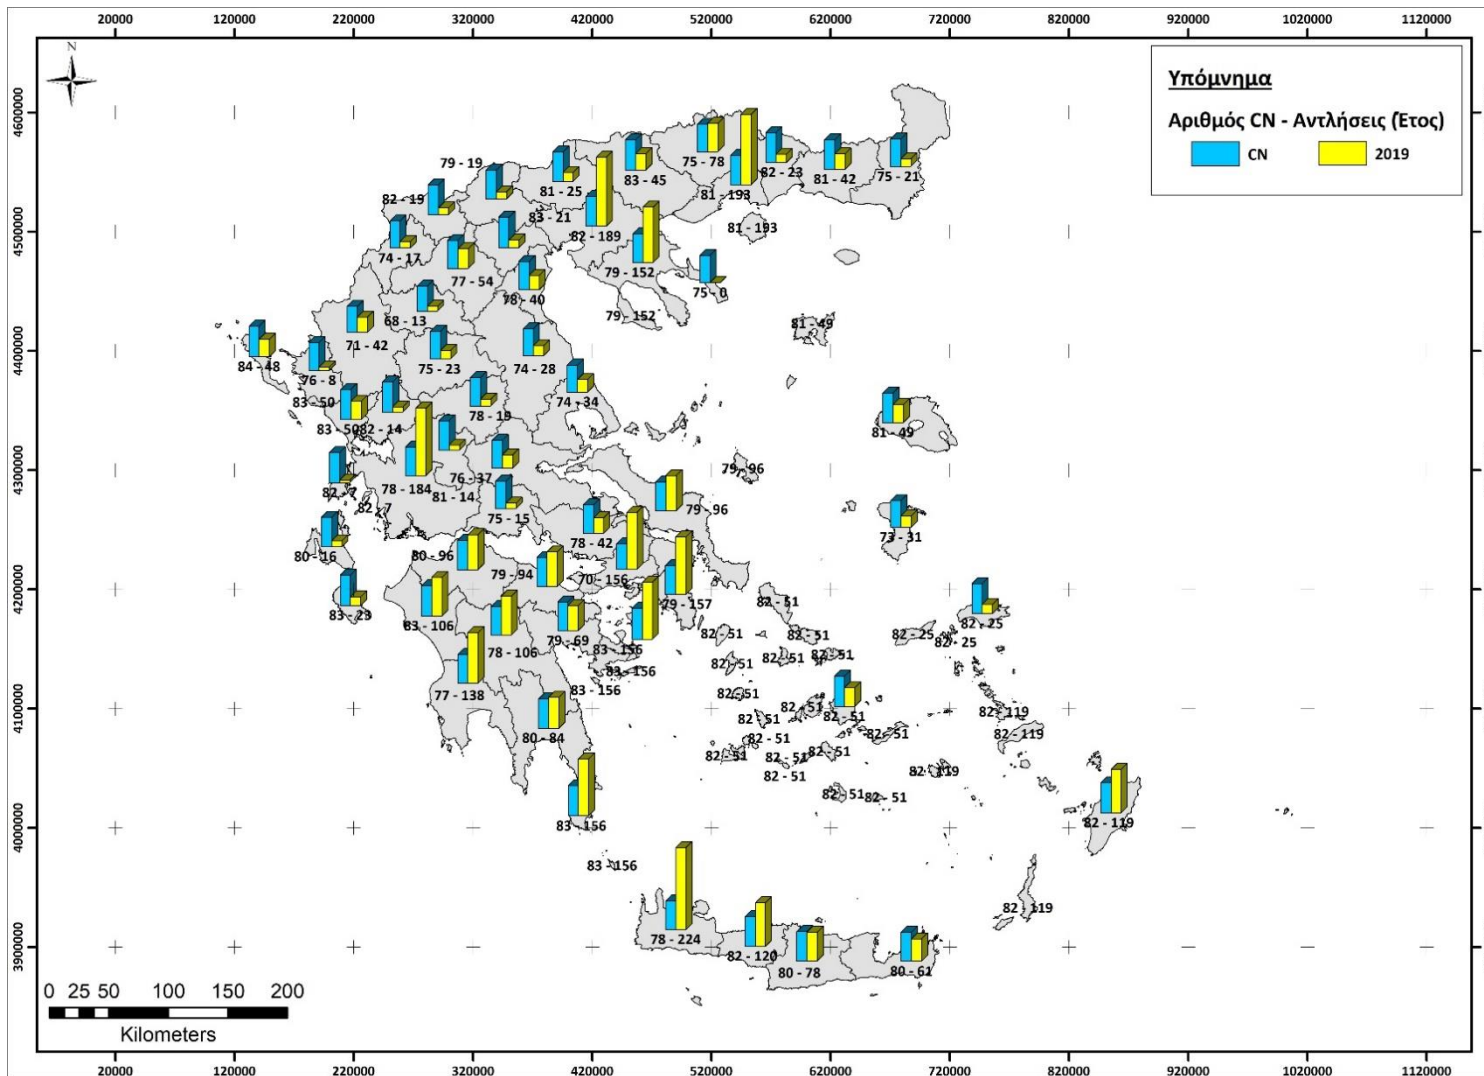 20000 120000 220000 320000 420000 520000 620000 720000 820000 920000 1020000 1120000
N
Υπόμνημα
Αριθμός CN - Αντλήσεις (Έτος)
CN 2019
4600000
79 - 19
75 - 78
81 - 25
83 - 45
82 - 23
81 - 42
75 - 21
81 - 193
82 - 19
83 - 21
82 - 189
81 - 193
4500000
74 - 17
77 - 54
78 - 40
79 - 152
75 - 0
68 - 13
79 - 152
71 - 42
81 - 49
4400000
84 - 48
76 - 8
75 - 23
74 - 28
83 - 50
74 - 34
83 - 50
82 - 14
78 - 19
81 - 49
4300000
79 - 96
76 - 37
82 - 7
78 - 184
81 - 14
82 - 7
75 - 15
79 - 96
78 - 42
73 - 31
80 - 16
80 - 96
79 - 94
70 - 156
4200000
83 - 23
83 - 106
79 - 157
82 - 51
82 - 25
78 - 106
79 - 69
83 - 156
82 - 51
82 - 51
82 - 25
82 - 25
83 - 156
82 - 51
82 - 51
82 - 51
77 - 138
83 - 156
82 - 51
4100000
80 - 84
82 - 51
82 - 51
82 - 51
82 - 119
82 - 51
82 - 51
82 - 119
82 - 51
82 - 51
82 - 51
82 - 51
82 - 119
82 - 51
82 - 51
4000000
83 - 156
82 - 119
83 - 156
82 - 119
3900000
78 - 224
82 - 120
80 - 78
80 - 61
0 25 50 100 150 200
Kilometers
20000 120000 220000 320000 420000 520000 620000 720000 820000 920000 1020000 1120000